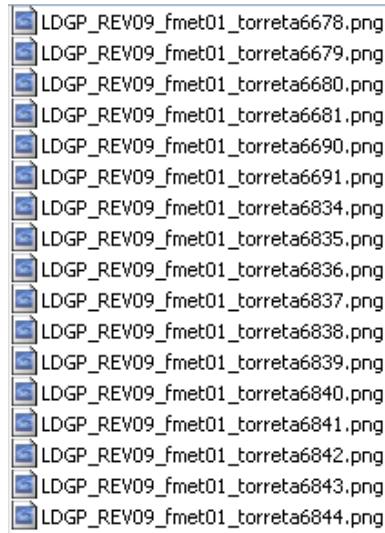 LDGP_REV09_fmet01_torreta6678.png
LDGP_REV09_fmet01_torreta6679.png
LDGP_REV09_fmet01_torreta6680.png
LDGP_REV09_fmet01_torreta6681.png
LDGP_REV09_fmet01_torreta6690.png
LDGP_REV09_fmet01_torreta6691.png
LDGP_REV09_fmet01_torreta6834.png
LDGP_REV09_fmet01_torreta6835.png
LDGP_REV09_fmet01_torreta6836.png
LDGP_REV09_fmet01_torreta6837.png
LDGP_REV09_fmet01_torreta6838.png
LDGP_REV09_fmet01_torreta6839.png
LDGP_REV09_fmet01_torreta6840.png
LDGP_REV09_fmet01_torreta6841.png
LDGP_REV09_fmet01_torreta6842.png
LDGP_REV09_fmet01_torreta6843.png
LDGP_REV09_fmet01_torreta6844.png